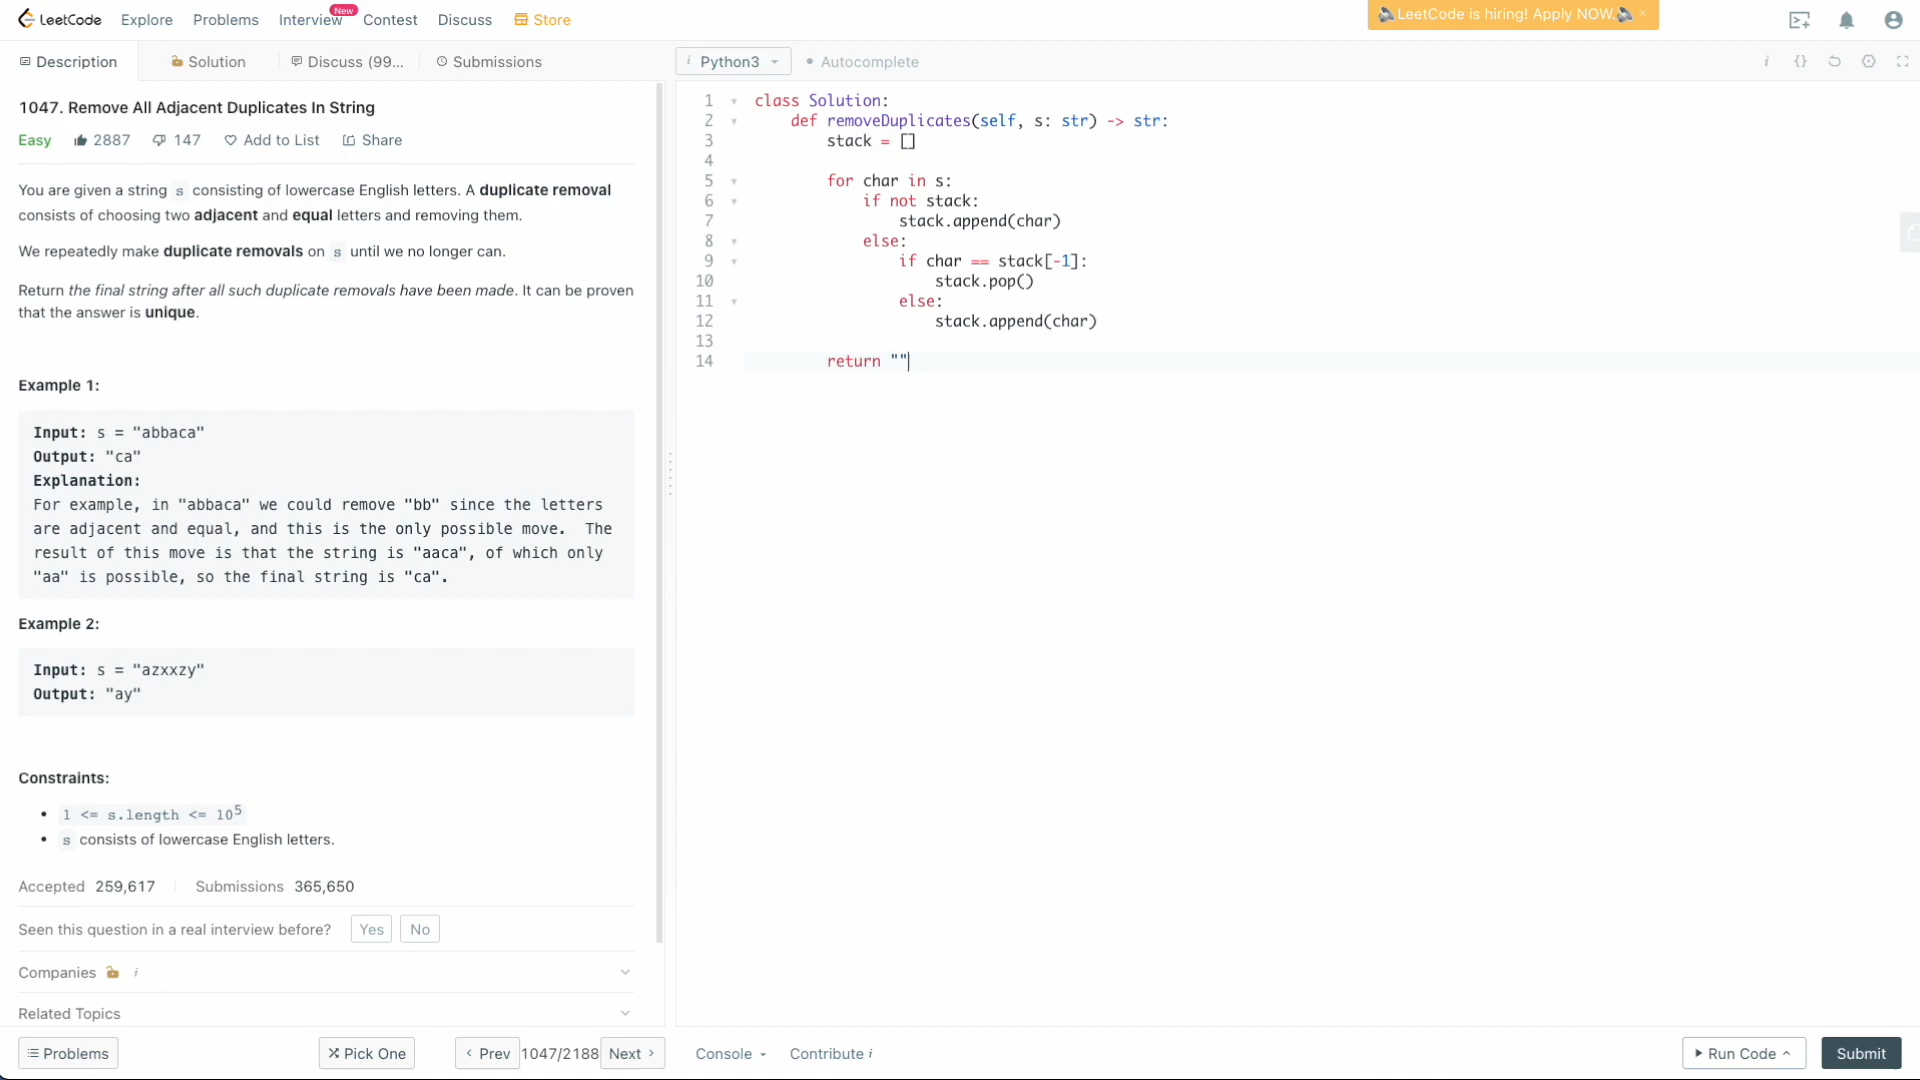 LeetCode Explore Problems Interview New Contest Discuss Store LeetCode is hiring! Apply NOW. ×
Description Solution Discuss (99... Submissions
i Python3 • Autocomplete i {}
1047. Remove All Adjacent Duplicates In String
Easy 2887 147 Add to List Share
You are given a string s consisting of lowercase English letters. A duplicate removal
consists of choosing two adjacent and equal letters and removing them.
We repeatedly make duplicate removals on s until we no longer can.
Return the final string after all such duplicate removals have been made. It can be proven
that the answer is unique.
Example 1:
Input: s = "abbaca"
Output: "ca"
Explanation:
For example, in "abbaca" we could remove "bb" since the letters
are adjacent and equal, and this is the only possible move. The
result of this move is that the string is "aaca", of which only
"aa" is possible, so the final string is "ca".
Example 2:
Input: s = "azxxzy"
Output: "ay"
Constraints:
• 1 <= s.length <= 10^5
• s consists of lowercase English letters.
Accepted 259,617 Submissions 365,650
Seen this question in a real interview before? Yes No
Companies i
Related Topics
1 class Solution:
2 def removeDuplicates(self, s: str) -> str:
3 stack = []
4
5 for char in s:
6 if not stack:
7 stack.append(char)
8 else:
9 if char == stack[-1]:
10 stack.pop()
11 else:
12 stack.append(char)
13
14 return ""
Problems Pick One < Prev 1047/2188 Next > Console Contribute i Run Code Submit